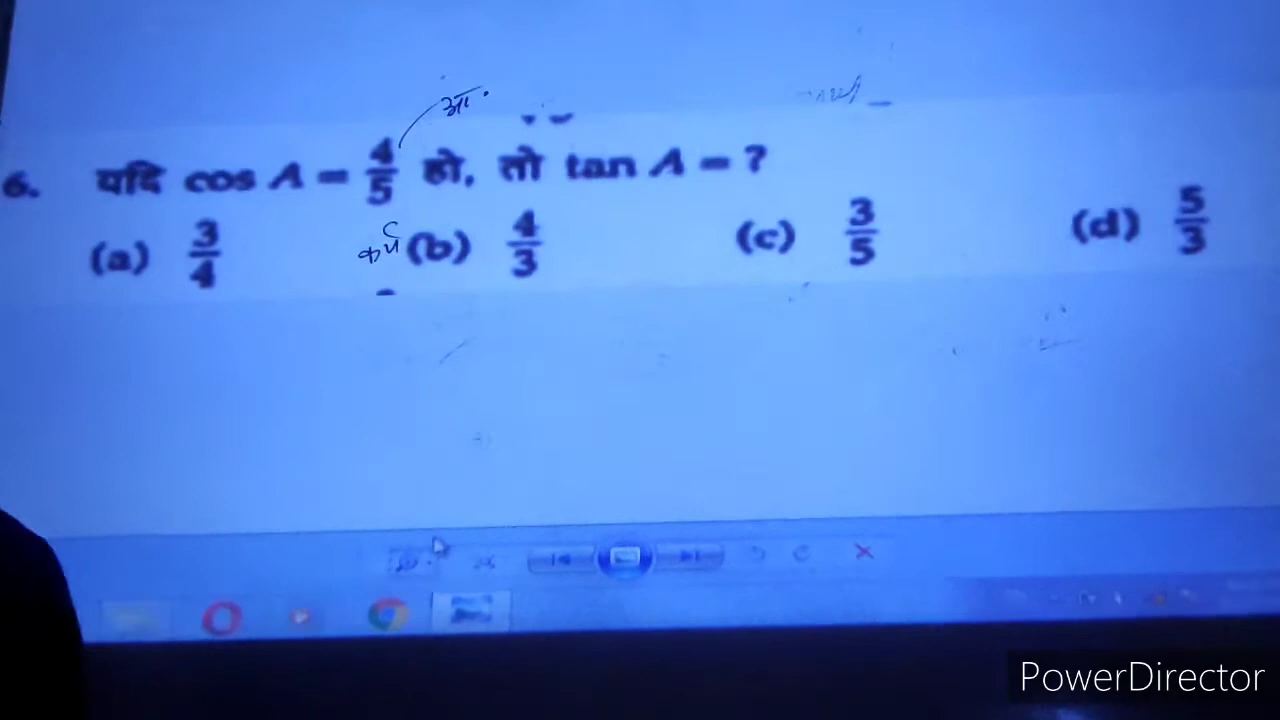 6. यदि cos A = 4/5 हो, तो tan A = ?
(a) 3/4 (b) 4/3 (c) 3/5 (d) 5/3
PowerDirector